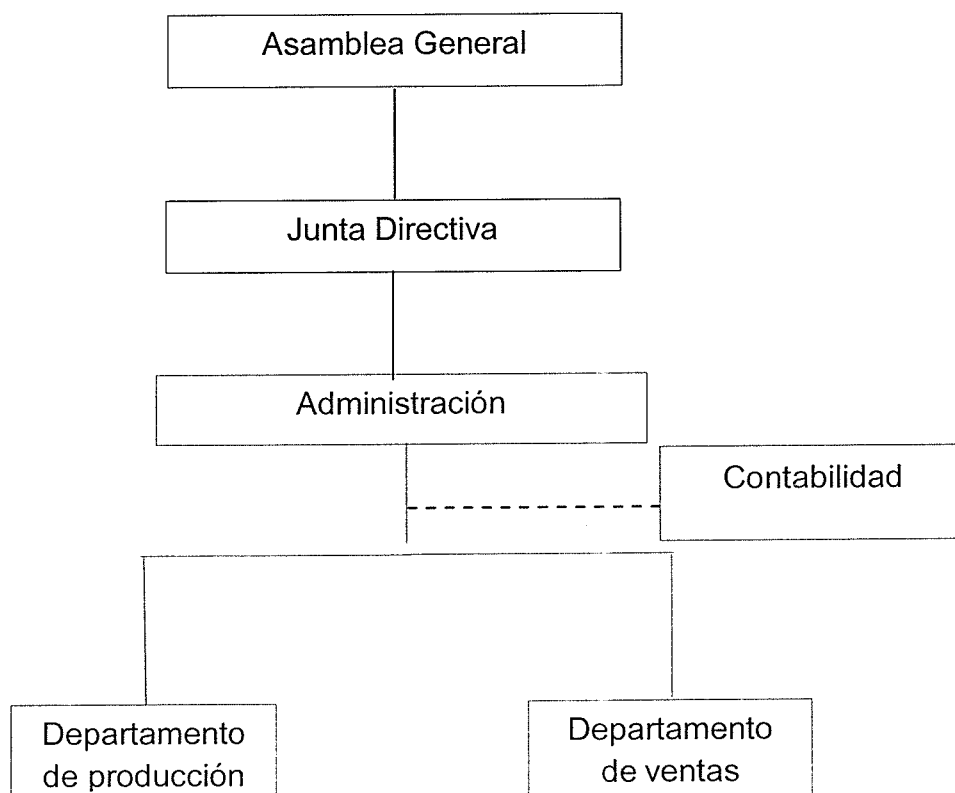 Asamblea General
Junta Directiva
Administración
Contabilidad
Departamento
de producción
Departamento
de ventas